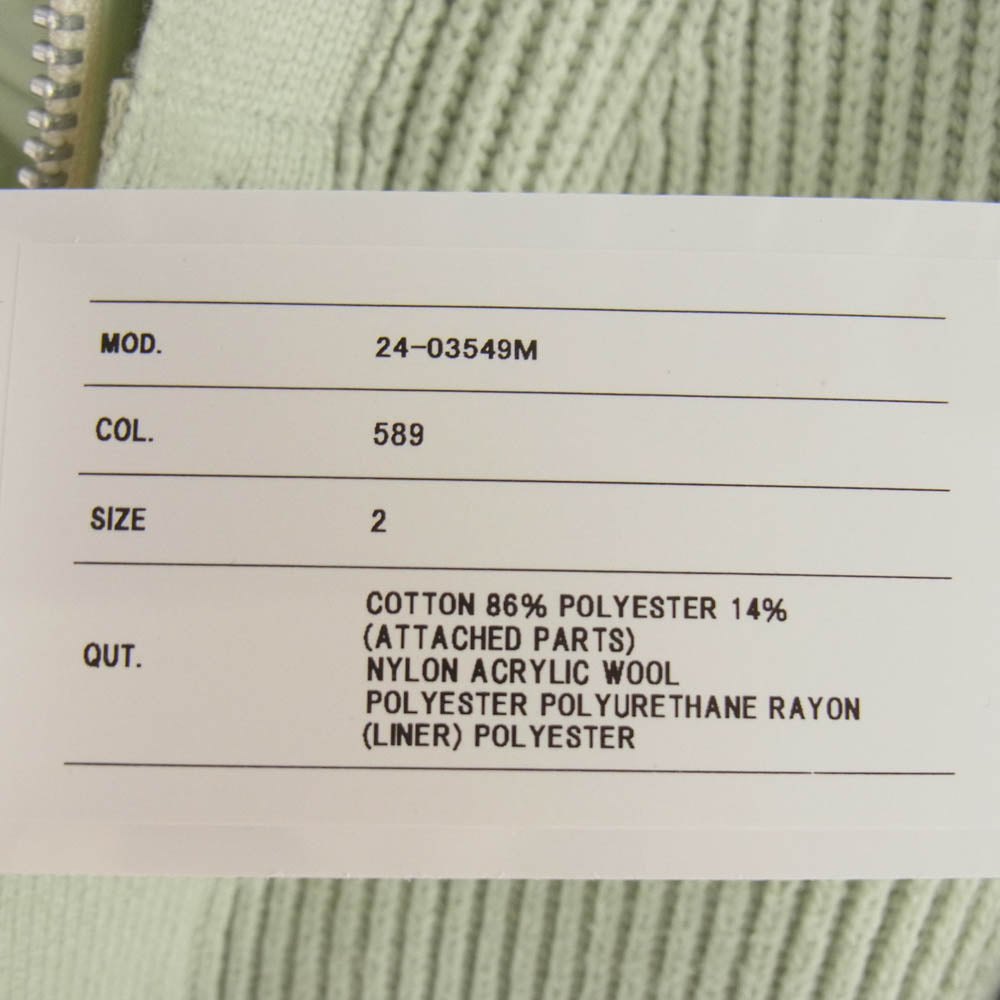 MOD. 24-03549M
COL. 589
SIZE 2
QUT. COTTON 86% POLYESTER 14%
(ATTACHED PARTS)
NYLON ACRYLIC WOOL
POLYESTER POLYURETHANE RAYON
(LINER) POLYESTER